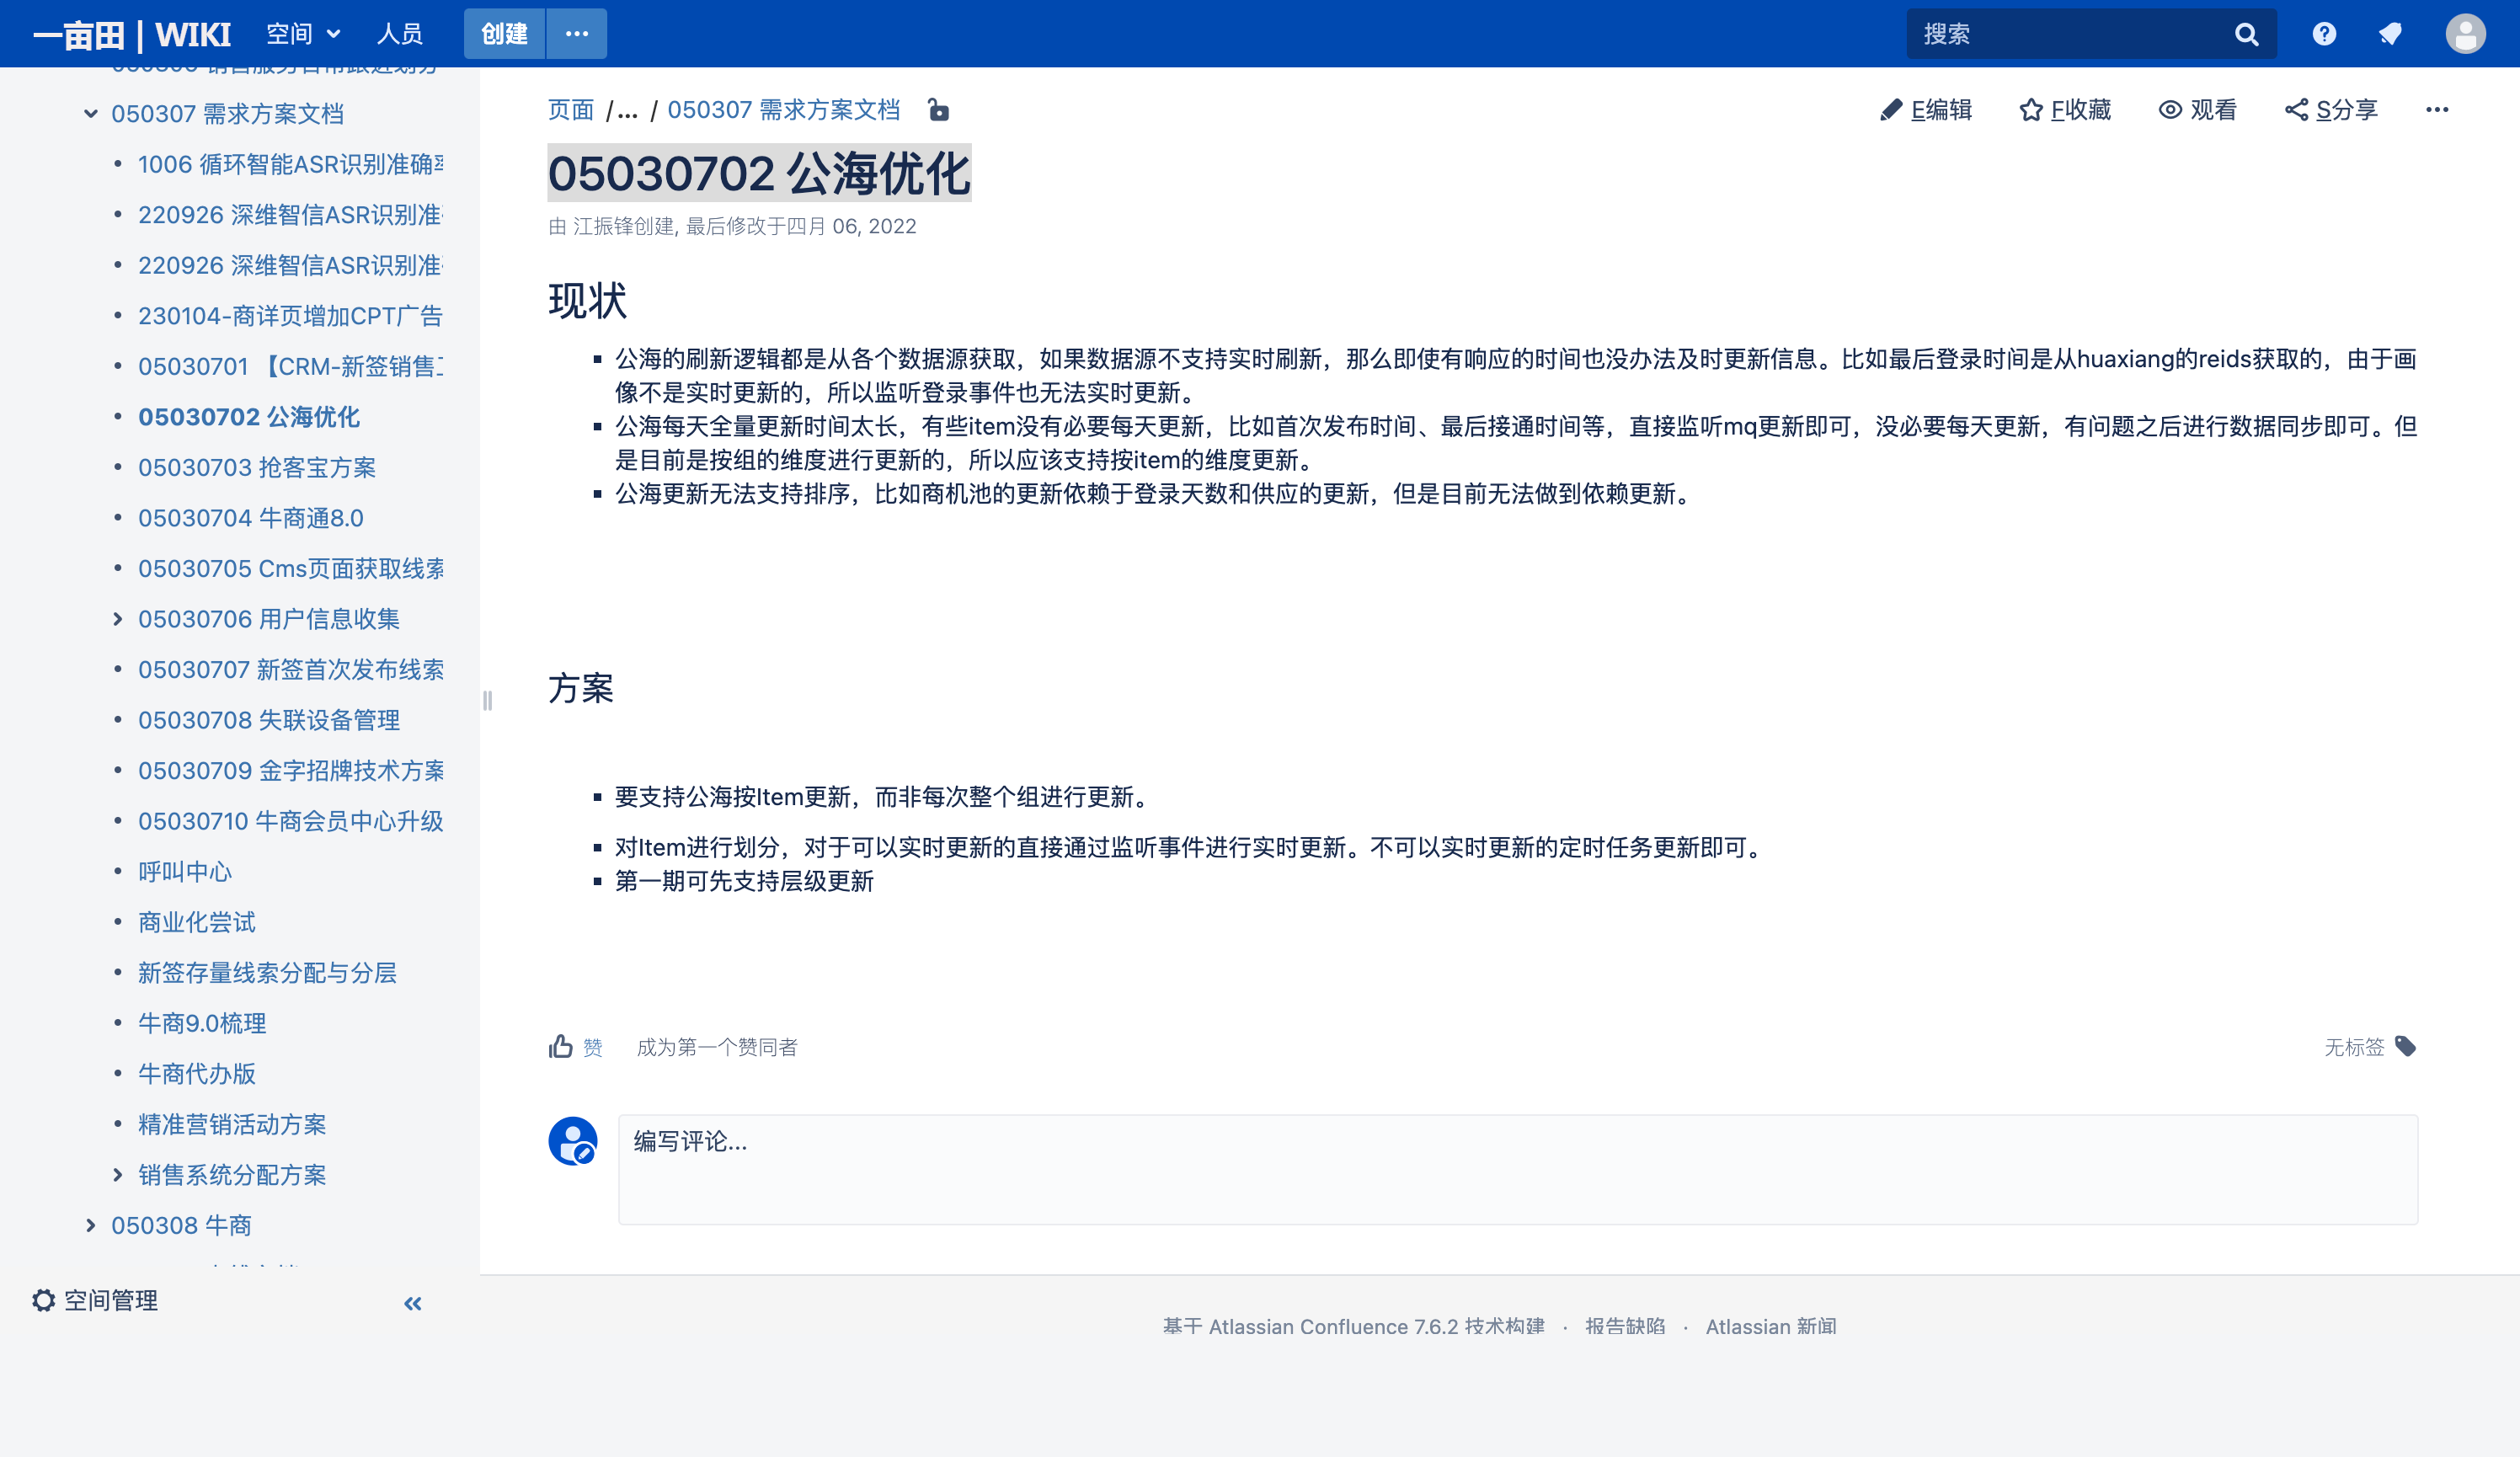 一亩田 | WIKI 空间 人员 创建 ••• 搜索
050307 需求方案文档
1006 循环智能ASR识别准确
220926 深维智信ASR识别准
220926 深维智信ASR识别准
230104-商详页增加CPT广告
05030701 【CRM-新签销售
05030702 公海优化
05030703 抢客宝方案
05030704 牛商通8.0
05030705 Cms页面获取线索
05030706 用户信息收集
05030707 新签首次发布线索
05030708 失联设备管理
05030709 金字招牌技术方案
05030710 牛商会员中心升级
呼叫中心
商业化尝试
新签存量线索分配与分层
牛商9.0梳理
牛商代办版
精准营销活动方案
销售系统分配方案
050308 牛商
空间管理
页面 /... / 050307 需求方案文档
E编辑 F收藏 观看 S分享 •••
05030702 公海优化
由 江振锋创建, 最后修改于四月 06, 2022
现状
公海的刷新逻辑都是从各个数据源获取，如果数据源不支持实时刷新，那么即使有响应的时间也没办法及时更新信息。比如最后登录时间是从huaxiang的reids获取的，由于画
像不是实时更新的，所以监听登录事件也无法实时更新。
公海每天全量更新时间太长，有些item没有必要每天更新，比如首次发布时间、最后接通时间等，直接监听mq更新即可，没必要每天更新，有问题之后进行数据同步即可。但
是目前是按组的维度进行更新的，所以应该支持按item的维度更新。
公海更新无法支持排序，比如商机池的更新依赖于登录天数和供应的更新，但是目前无法做到依赖更新。
方案
要支持公海按Item更新，而非每次整个组进行更新。
对Item进行划分，对于可以实时更新的直接通过监听事件进行实时更新。不可以实时更新的定时任务更新即可。
第一期可先支持层级更新
赞 成为第一个赞同者 无标签
编写评论...
基于 Atlassian Confluence 7.6.2 技术构建 · 报告缺陷 · Atlassian 新闻